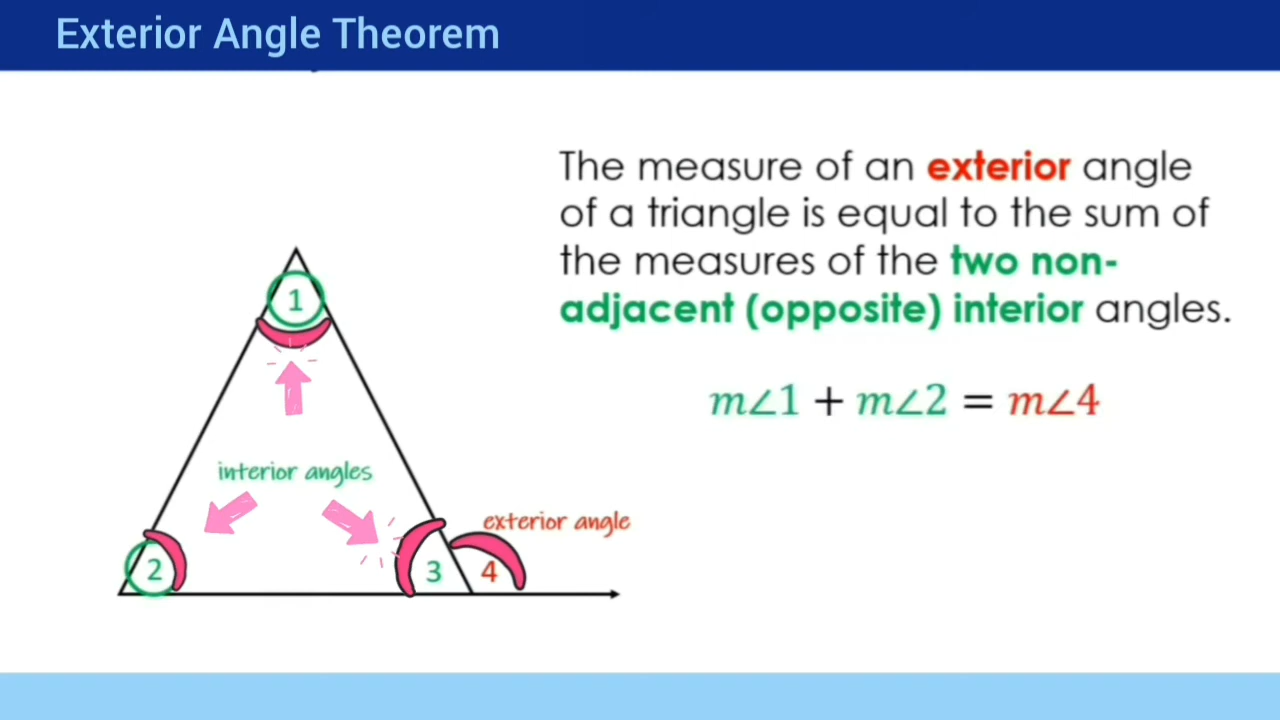 Exterior Angle Theorem
The measure of an exterior angle
of a triangle is equal to the sum of
the measures of the two non-
adjacent (opposite) interior angles.
m∠1 + m∠2 = m∠4
1
interior angles
exterior angle
2
3
4